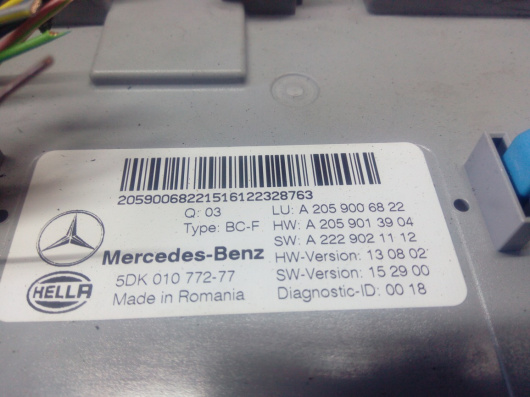 20590068221516122328763
Q: 03 LU: A 205 900 68 22
Type: BC-F HW: A 205 901 39 04
SW: A 222 902 11 12
Mercedes-Benz HW-Version: 13 08 02
5DK 010 772-77 SW-Version: 15 29 00
HELLA Made in Romania Diagnostic-ID: 00 18